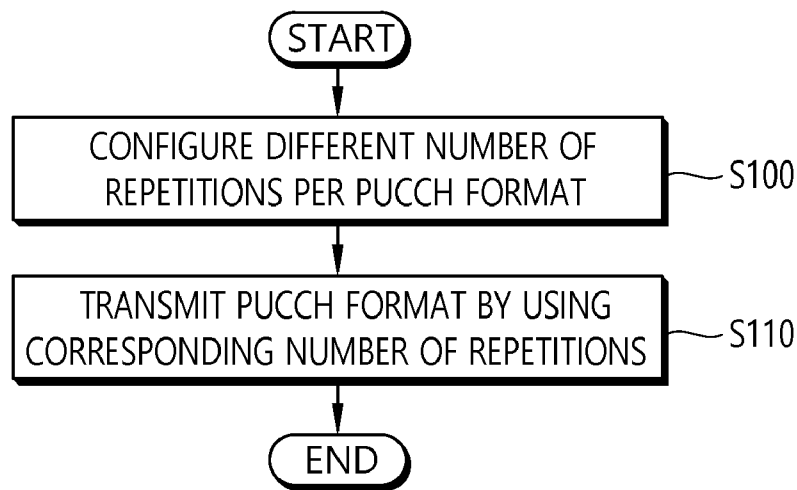 START
CONFIGURE DIFFERENT NUMBER OF
REPETITIONS PER PUCCH FORMAT
S100
TRANSMIT PUCCH FORMAT BY USING
CORRESPONDING NUMBER OF REPETITIONS
S110
END